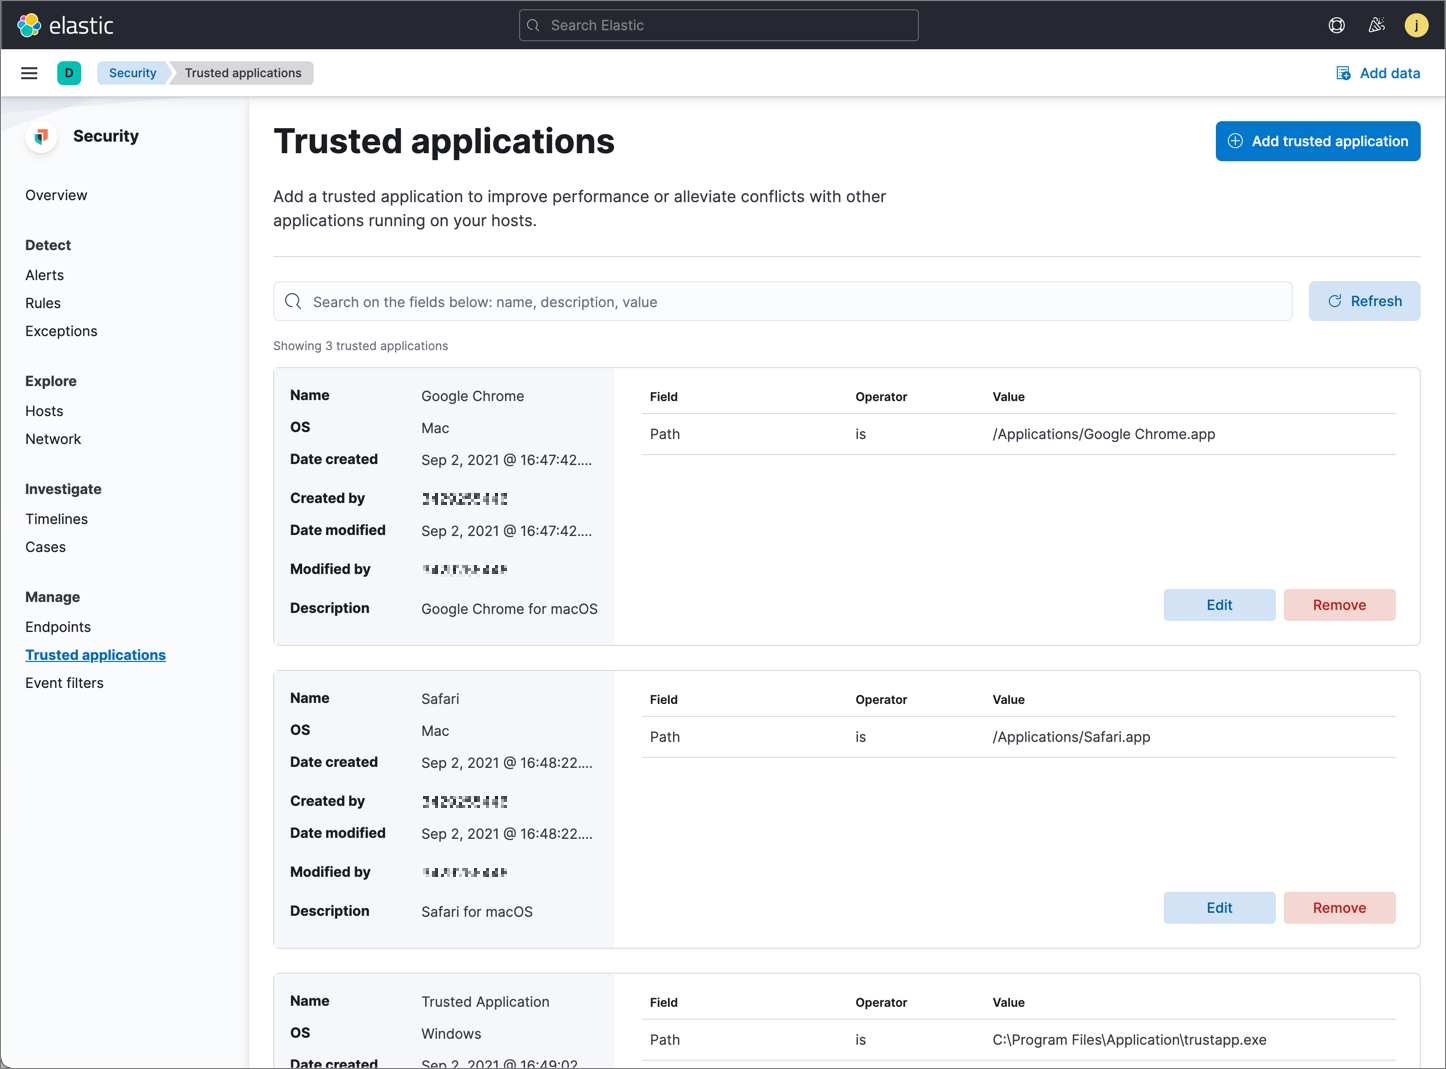 elastic
Search Elastic
j
D
Security
Trusted applications
Add data
Security
Overview
Detect
Alerts
Rules
Exceptions
Explore
Hosts
Network
Investigate
Timelines
Cases
Manage
Endpoints
Trusted applications
Event filters
Trusted applications
Add trusted application
Add a trusted application to improve performance or alleviate conflicts with other
applications running on your hosts.
Search on the fields below: name, description, value
Refresh
Showing 3 trusted applications
Name Google Chrome
OS Mac
Date created Sep 2, 2021 @ 16:47:42....
Created by
Date modified Sep 2, 2021 @ 16:47:42....
Modified by
Description Google Chrome for macOS
Field Operator Value
Path is /Applications/Google Chrome.app
Edit Remove
Name Safari
OS Mac
Date created Sep 2, 2021 @ 16:48:22....
Created by
Date modified Sep 2, 2021 @ 16:48:22....
Modified by
Description Safari for macOS
Field Operator Value
Path is /Applications/Safari.app
Edit Remove
Name Trusted Application
OS Windows
Date created Sep 2, 2021 @ 16:49:02
Field Operator Value
Path is C:\Program Files\Application\trustapp.exe